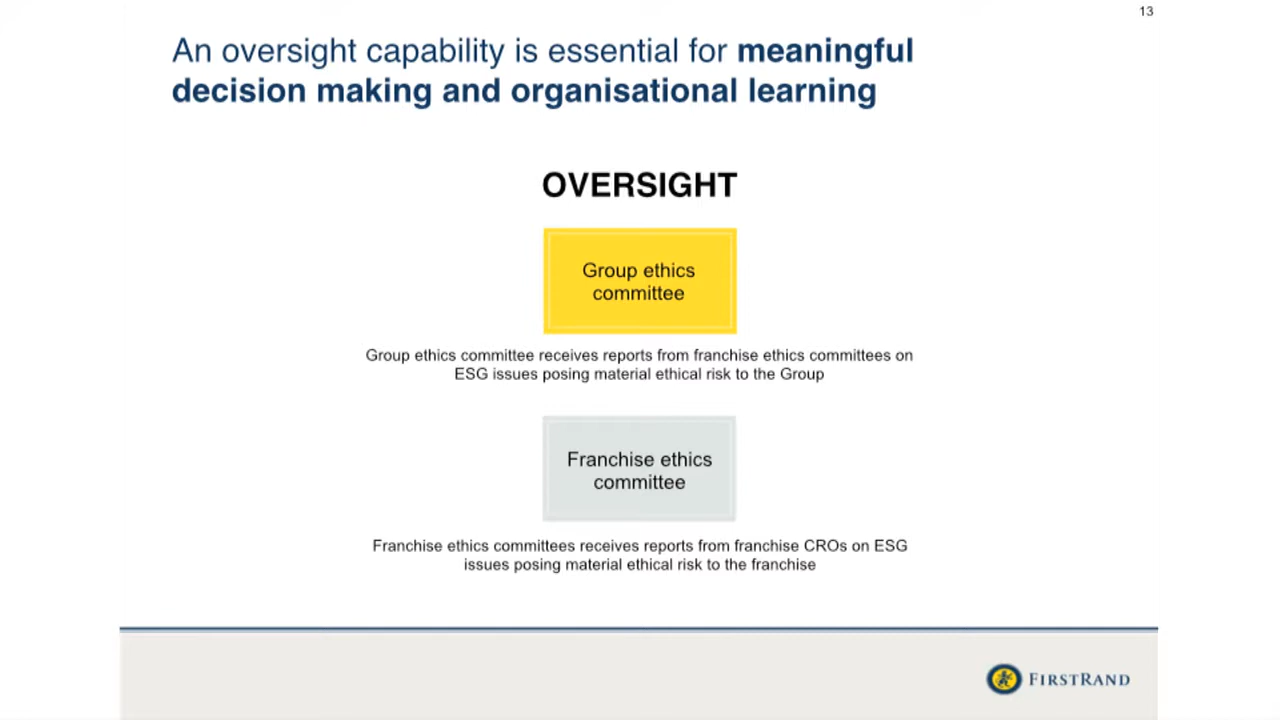 13
An oversight capability is essential for meaningful
decision making and organisational learning
OVERSIGHT
Group ethics
committee
Group ethics committee receives reports from franchise ethics committees on
ESG issues posing material ethical risk to the Group
Franchise ethics
committee
Franchise ethics committees receives reports from franchise CROs on ESG
issues posing material ethical risk to the franchise
FIRSTRAND